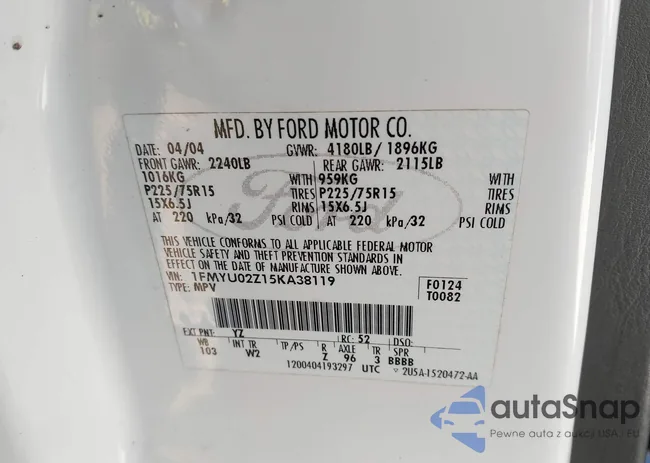 MFD. BY FORD MOTOR CO.
DATE: 04/04 GVWR: 4180LB/ 1896KG
FRONT GAWR: 2240LB REAR GAWR: 2115LB
1016KG WITH 959KG WITH
P225/75R15 TIRES P225/75R15 TIRES
15X6.5J RIMS 15X6.5J RIMS
AT 220 kPa/32 PSI COLD AT 220 kPa/32 PSI COLD
Ford
THIS VEHICLE CONFORMS TO ALL APPLICABLE FEDERAL MOTOR
VEHICLE SAFETY AND THEFT PREVENTION STANDARDS IN
EFFECT ON THE DATE OF MANUFACTURE SHOWN ABOVE.
VIN: 1FMYU02Z15KA38119 F0124
TYPE: MPV T0082
EXT PNT: YZ RC: 52 DSO:
WB INT TR TP/PS R AXLE TR SPR
103 W2 Z 96 3 BBBB
1200404193297 UTC 2U5A-1520472-AA
autoSnap
Pewne auta z aukcji USA i EU